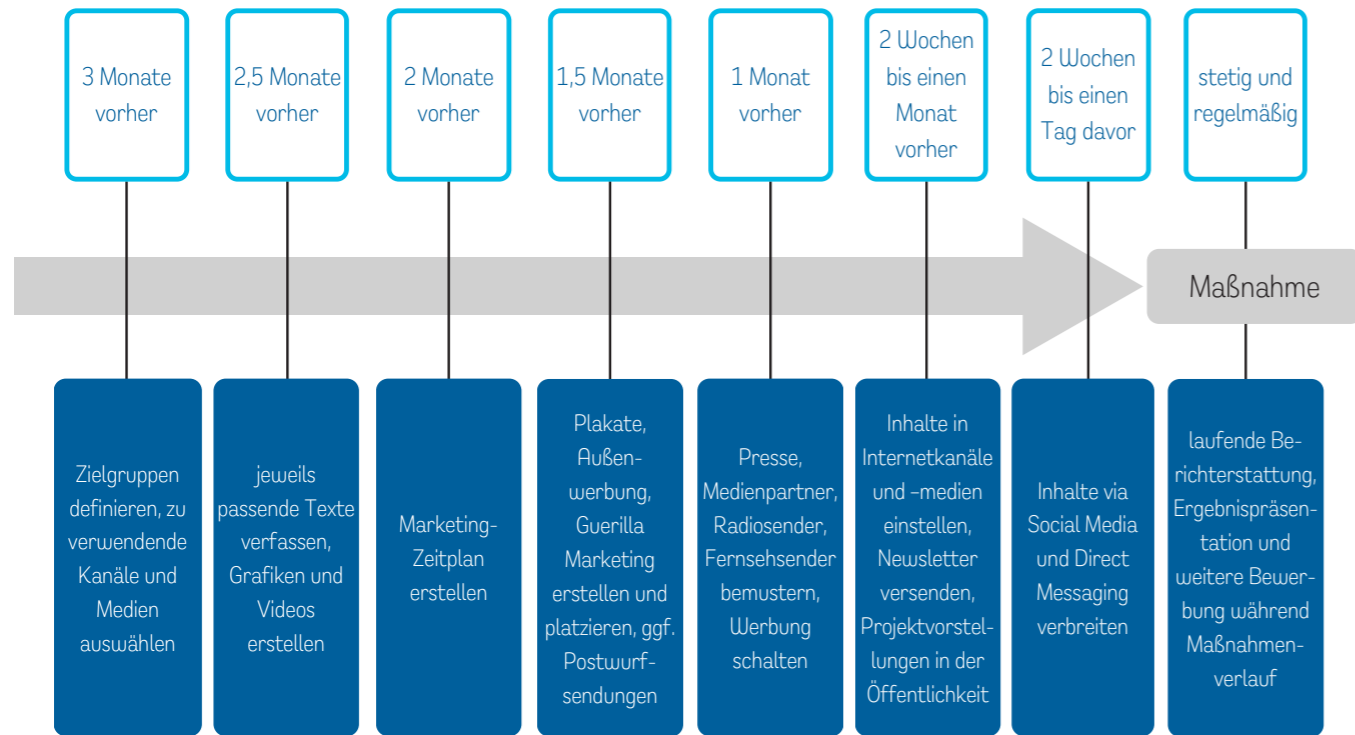 3 Monate
vorher
2,5 Monate
vorher
2 Monate
vorher
1,5 Monate
vorher
1 Monat
vorher
2 Wochen
bis einen
Monat
vorher
2 Wochen
bis einen
Tag davor
stetig und
regelmäßig
Maßnahme
Zielgruppen
definieren, zu
verwendende
Kanäle und
Medien
auswählen
jeweils
passende Texte
verfassen,
Grafiken und
Videos
erstellen
Marketing-
Zeitplan
erstellen
Plakate,
Außen-
werbung,
Guerilla
Marketing
erstellen und
platzieren, ggf.
Postwurf-
sendungen
Presse,
Medienpartner,
Radiosender,
Fernsehsender
bemustern,
Werbung
schalten
Inhalte in
Internetkanäle
und -medien
einstellen,
Newsletter
versenden,
Projektvorstel-
lungen in der
Öffentlichkeit
Inhalte via
Social Media
und Direct
Messaging
verbreiten
laufende Be-
richterstattung,
Ergebnispräsen-
tation und
weitere Bewer-
bung während
Maßnahmen-
verlauf